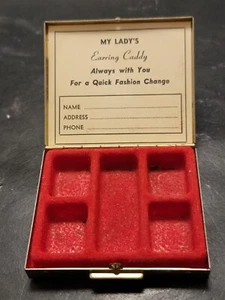 MY LADY'S
Earring Caddy
Always with You
For a Quick Fashion Change
NAME
ADDRESS
PHONE